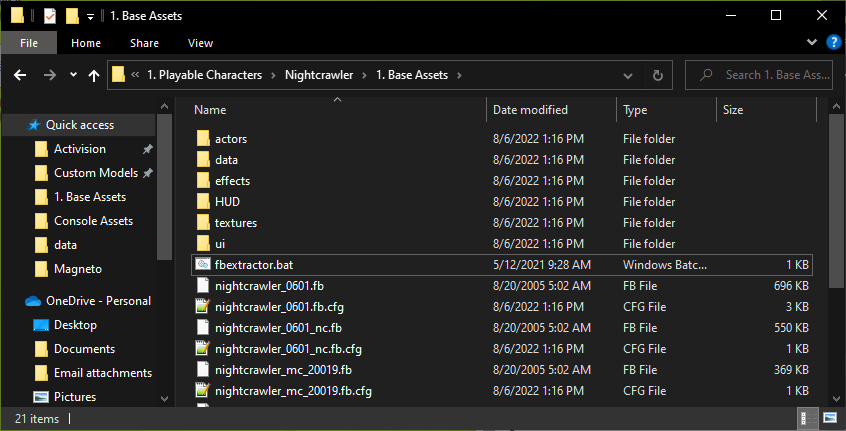 1. Base Assets
File Home Share View
« 1. Playable Characters > Nightcrawler > 1. Base Assets > Search 1. Base Ass...
Name Date modified Type Size
Quick access
Activision
Custom Models
1. Base Assets
Console Assets
data
Magneto
OneDrive - Personal
Desktop
Documents
Email attachments
Pictures
actors 8/6/2022 1:16 PM File folder
data 8/6/2022 1:16 PM File folder
effects 8/6/2022 1:16 PM File folder
HUD 8/6/2022 1:16 PM File folder
textures 8/6/2022 1:16 PM File folder
ui 8/6/2022 1:16 PM File folder
fbextractor.bat 5/12/2021 9:28 AM Windows Batc... 1 KB
nightcrawler_0601.fb 8/20/2005 5:02 AM FB File 696 KB
nightcrawler_0601.fb.cfg 8/6/2022 1:16 PM CFG File 3 KB
nightcrawler_0601_nc.fb 8/20/2005 5:02 AM FB File 550 KB
nightcrawler_0601_nc.fb.cfg 8/6/2022 1:16 PM CFG File 1 KB
nightcrawler_mc_20019.fb 8/20/2005 5:02 AM FB File 369 KB
nightcrawler_mc_20019.fb.cfg 8/6/2022 1:16 PM CFG File 1 KB
21 items